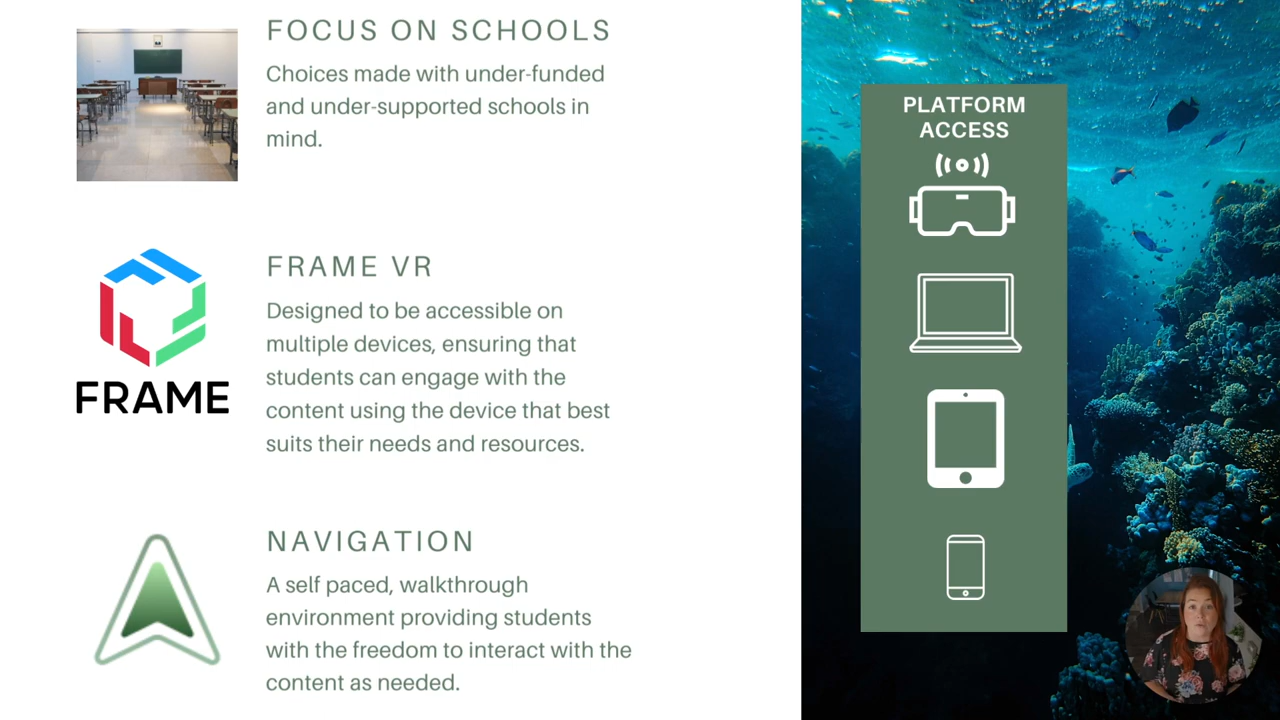 FOCUS ON SCHOOLS
Choices made with under-funded
and under-supported schools in
mind.
FRAME
FRAME VR
Designed to be accessible on
multiple devices, ensuring that
students can engage with the
content using the device that best
suits their needs and resources.
NAVIGATION
A self paced, walkthrough
environment providing students
with the freedom to interact with the
content as needed.
PLATFORM
ACCESS